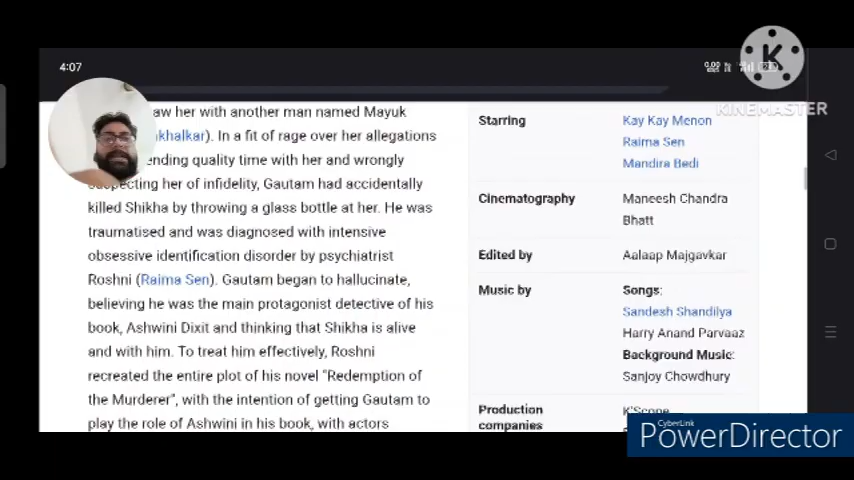 4:07
KINEMASTER
aw her with another man named Mayuk
akhalkar). In a fit of rage over her allegations
ending quality time with her and wrongly
suspecting her of infidelity, Gautam had accidentally
killed Shikha by throwing a glass bottle at her. He was
traumatised and was diagnosed with intensive
obsessive identification disorder by psychiatrist
Roshni (Raima Sen). Gautam began to hallucinate,
believing he was the main protagonist detective of his
book, Ashwini Dixit and thinking that Shikha is alive
and with him. To treat him effectively, Roshni
recreated the entire plot of his novel "Redemption of
the Murderer", with the intention of getting Gautam to
play the role of Ashwini in his book, with actors
Starring
Kay Kay Menon
Raima Sen
Mandira Bedi
Cinematography
Maneesh Chandra
Bhatt
Edited by
Aalaap Majgavkar
Music by
Songs:
Sandesh Shandilya
Harry Anand Parvaaz
Background Music:
Sanjoy Chowdhury
Production
companies
K'Scope
CyberLink
PowerDirector